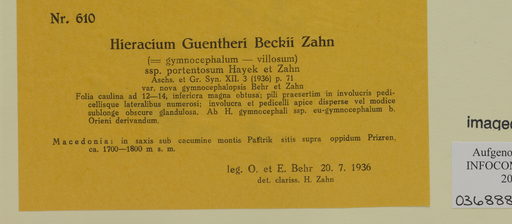 Nr. 610
Hieracium Guentheri Beckii Zahn
(= gymnocephalum — villosum)
ssp. portentosum Hayek et Zahn
Aschs. et Gr. Syn. XII. 3 (1936) p. 71
var. nova gymnocephalopsis Behr et Zahn
Folia caulina ad 12—14, inferiora magna obtusa; pili praesertim in involucris pedi-
cellisque lateralibus numerosi; involucra et pedicelli apice disperse vel modice
sublonge obscure glandulosa. Ab H. gymnocephali ssp. eu-gymnocephalum b.
Orieni derivandum.
Macedonia: in saxis sub cacumine montis Paštrik sitis supra oppidum Prizren,
ca. 1700—1800 m s. m.
leg. O. et E. Behr 20. 7. 1936
det. clariss. H. Zahn
imaged
Aufgeno
INFOCOM
20
036888